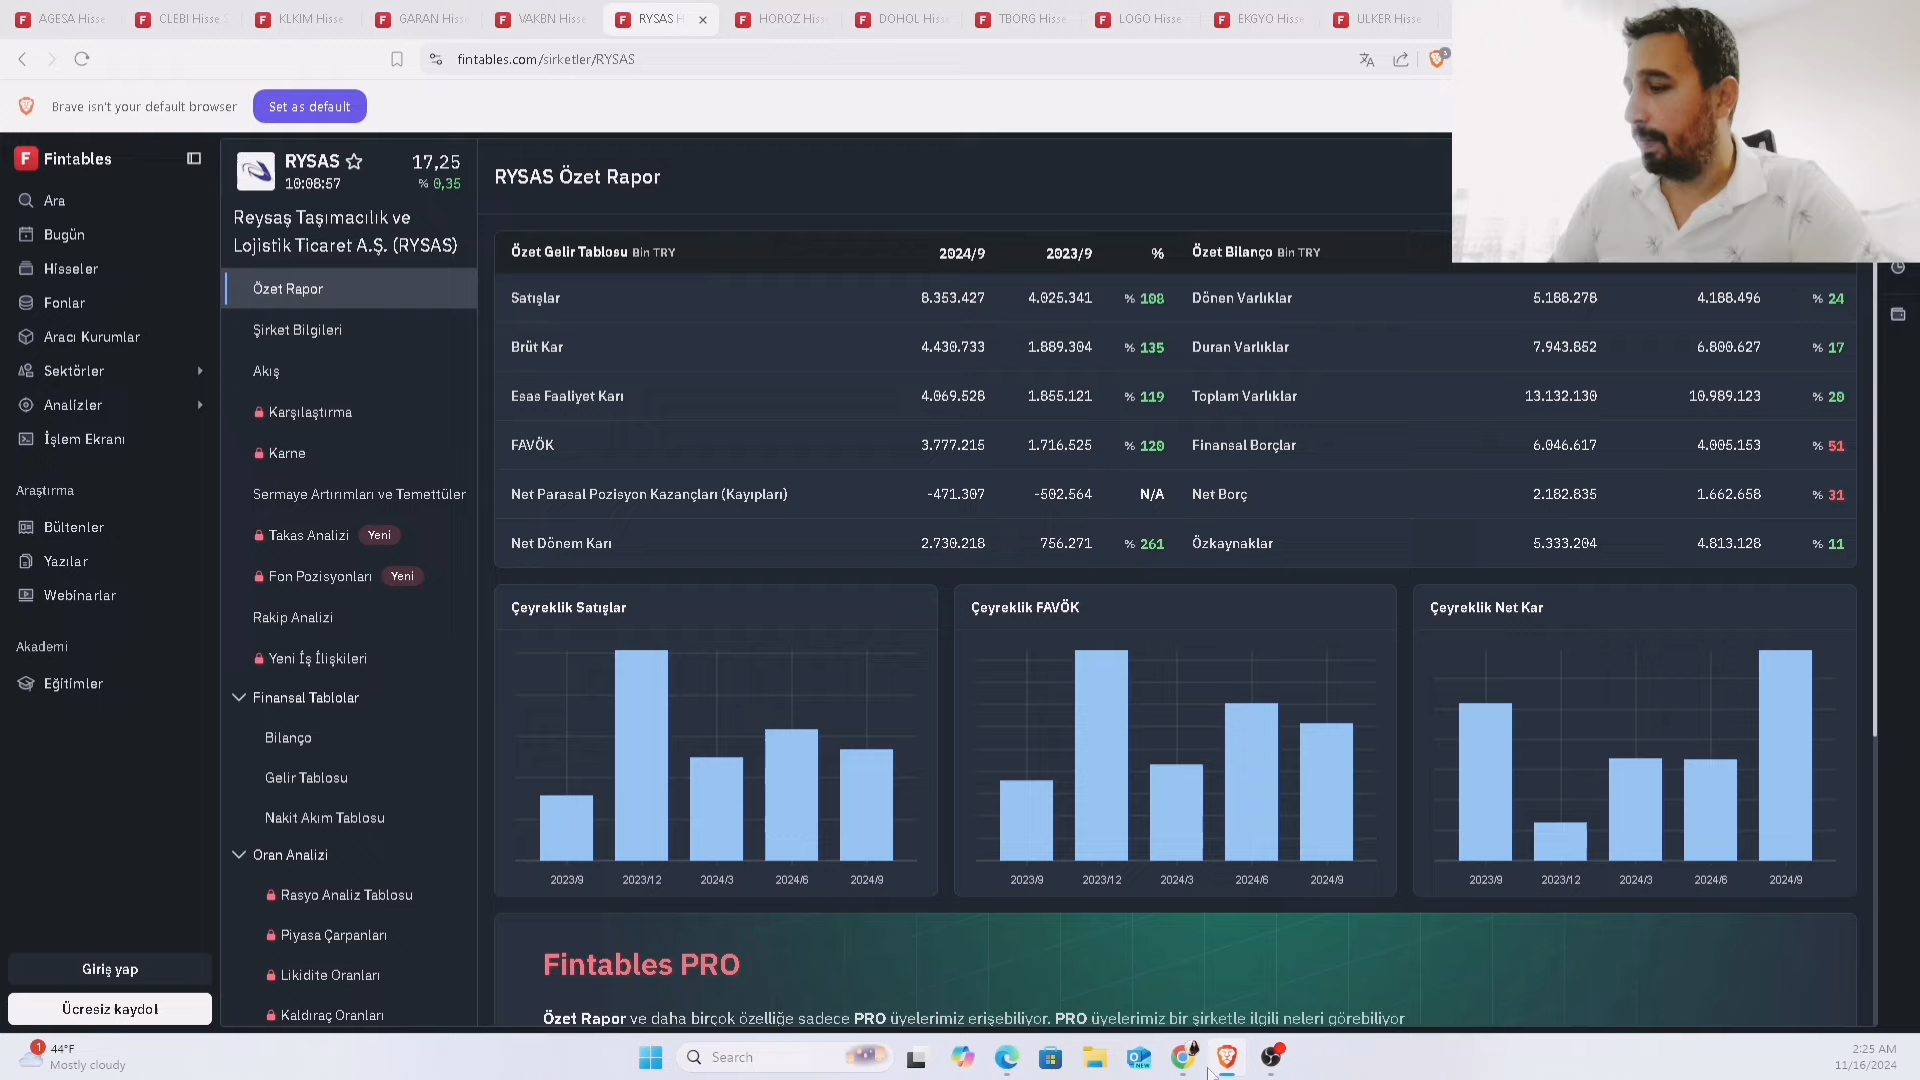 AGESA Hisse
CLEBI Hisse S
KLKIM Hisse
GARAN Hisse
VAKBN Hisse
RYSAS H
HOROZ Hiss
DOHOL Hisse
TBORG Hisse
LOGO Hisse
EKGYO Hisse
ULKER Hisse
fintables.com/sirketler/RYSAS
Brave isn't your default browser
Set as default
Fintables
Ara
Bugün
Hisseler
Fonlar
Aracı Kurumlar
Sektörler
Analizler
İşlem Ekranı
Araştırma
Bültenler
Yazılar
Webinarlar
Akademi
Eğitimler
Giriş yap
Ücresiz kaydol
RYSAS 17,25
10:08:57 % 0,35
Reysaş Taşımacılık ve
Lojistik Ticaret A.Ş. (RYSAS)
Özet Rapor
Şirket Bilgileri
Akış
Karşılaştırma
Karne
Sermaye Artırımları ve Temettüler
Takas Analizi Yeni
Fon Pozisyonları Yeni
Rakip Analizi
Yeni İş İlişkileri
Finansal Tablolar
Bilanço
Gelir Tablosu
Nakit Akım Tablosu
Oran Analizi
Rasyo Analiz Tablosu
Piyasa Çarpanları
Likidite Oranları
Kaldıraç Oranları
RYSAS Özet Rapor
Özet Gelir Tablosu Bin TRY 2024/9 2023/9 % Özet Bilanço Bin TRY
Satışlar 8.353.427 4.025.341 % 108 Dönen Varlıklar 5.188.278 4.188.496 % 24
Brüt Kar 4.430.733 1.889.304 % 135 Duran Varlıklar 7.943.852 6.800.627 % 17
Esas Faaliyet Karı 4.069.528 1.855.121 % 119 Toplam Varlıklar 13.132.130 10.989.123 % 20
FAVÖK 3.777.215 1.716.525 % 120 Finansal Borçlar 6.046.617 4.005.153 % 51
Net Parasal Pozisyon Kazançları (Kayıpları) -471.307 -502.564 N/A Net Borç 2.182.835 1.662.658 % 31
Net Dönem Karı 2.730.218 756.271 % 261 Özkaynaklar 5.333.204 4.813.128 % 11
Çeyreklik Satışlar
2023/9 2023/12 2024/3 2024/6 2024/9
Çeyreklik FAVÖK
2023/9 2023/12 2024/3 2024/6 2024/9
Çeyreklik Net Kar
2023/9 2023/12 2024/3 2024/6 2024/9
Fintables PRO
Özet Rapor ve daha birçok özelliğe sadece PRO üyelerimiz erişebiliyor. PRO üyelerimiz bir şirketle ilgili neleri görebiliyor
1
44°F
Mostly cloudy
Search
2:25 AM
11/16/2024